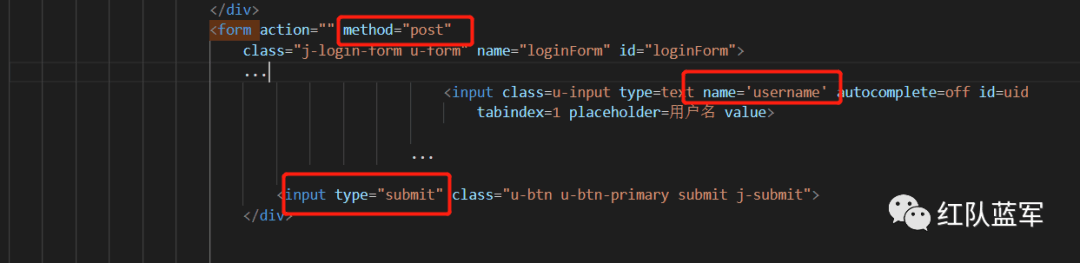 </div>
<form action="" method="post"
class="j-login-form u-form" name="loginForm" id="loginForm">
...
<input class=u-input type=text name='username' autocomplete=off id=uid
tabindex=1 placeholder=用户名 value>
...
<input type="submit" class="u-btn u-btn-primary submit j-submit">
</div>
红队蓝军